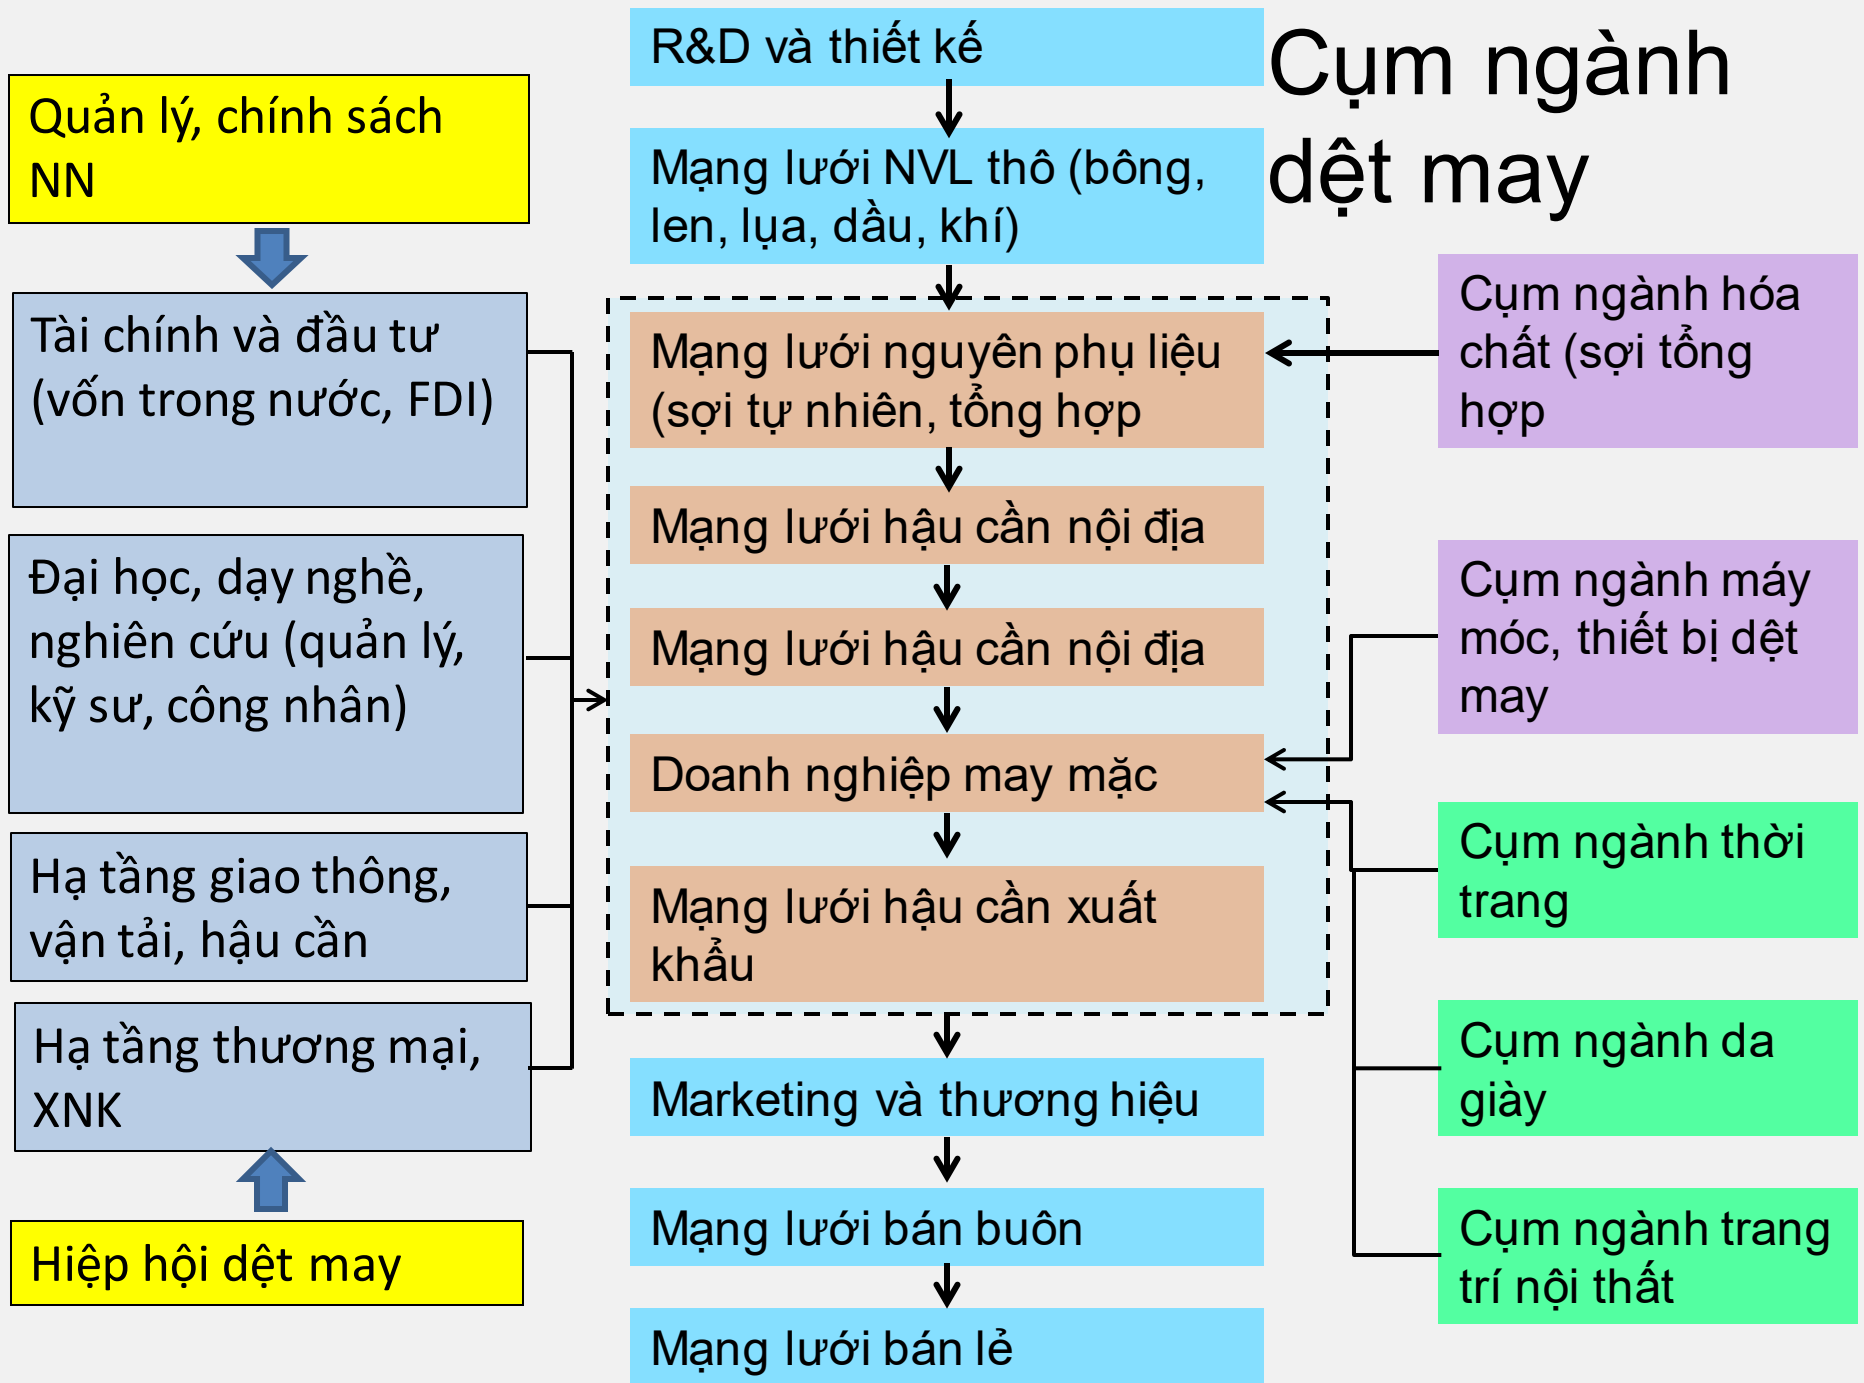 Cụm ngành
dệt may
Quản lý, chính sách
NN
Tài chính và đầu tư
(vốn trong nước, FDI)
Đại học, dạy nghề,
nghiên cứu (quản lý,
kỹ sư, công nhân)
Hạ tầng giao thông,
vận tải, hậu cần
Hạ tầng thương mại,
XNK
Hiệp hội dệt may
R&D và thiết kế
Mạng lưới NVL thô (bông,
len, lụa, dầu, khí)
Mạng lưới nguyên phụ liệu
(sợi tự nhiên, tổng hợp
Mạng lưới hậu cần nội địa
Mạng lưới hậu cần nội địa
Doanh nghiệp may mặc
Mạng lưới hậu cần xuất
khẩu
Marketing và thương hiệu
Mạng lưới bán buôn
Mạng lưới bán lẻ
Cụm ngành hóa
chất (sợi tổng
hợp
Cụm ngành máy
móc, thiết bị dệt
may
Cụm ngành thời
trang
Cụm ngành da
giày
Cụm ngành trang
trí nội thất